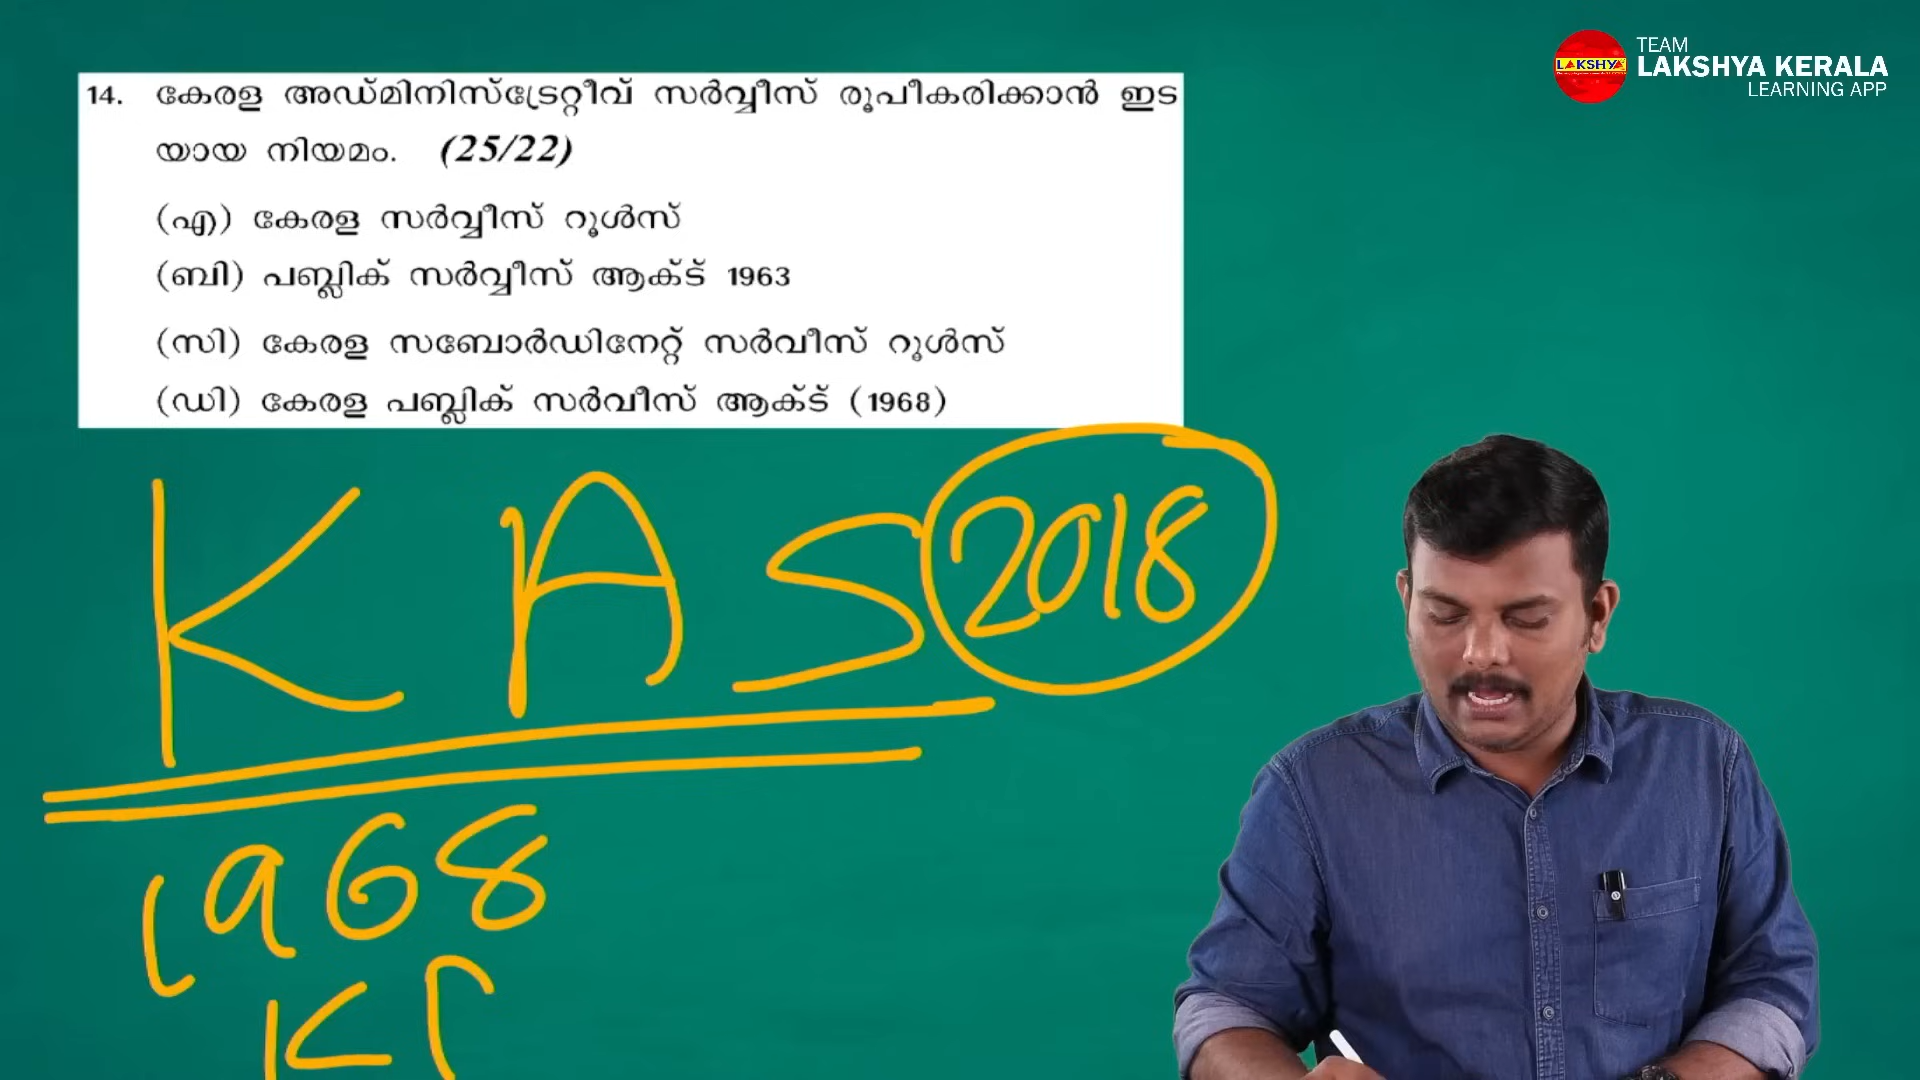 TEAM
LAKSHYA KERALA
LEARNING APP
LAKSHYA
14. കേരള അഡ്മിനിസ്ട്രേറ്റീവ് സർവ്വീസ് രൂപീകരിക്കാൻ ഇട
യായ നിയമം. (25/22)
(എ) കേരള സർവ്വീസ് റൂൾസ്
(ബി) പബ്ലിക് സർവ്വീസ് ആക്ട് 1963
(സി) കേരള സബോർഡിനേറ്റ് സർവീസ് റൂൾസ്
(ഡി) കേരള പബ്ലിക് സർവീസ് ആക്ട് (1968)
K A S 2018
1968
K